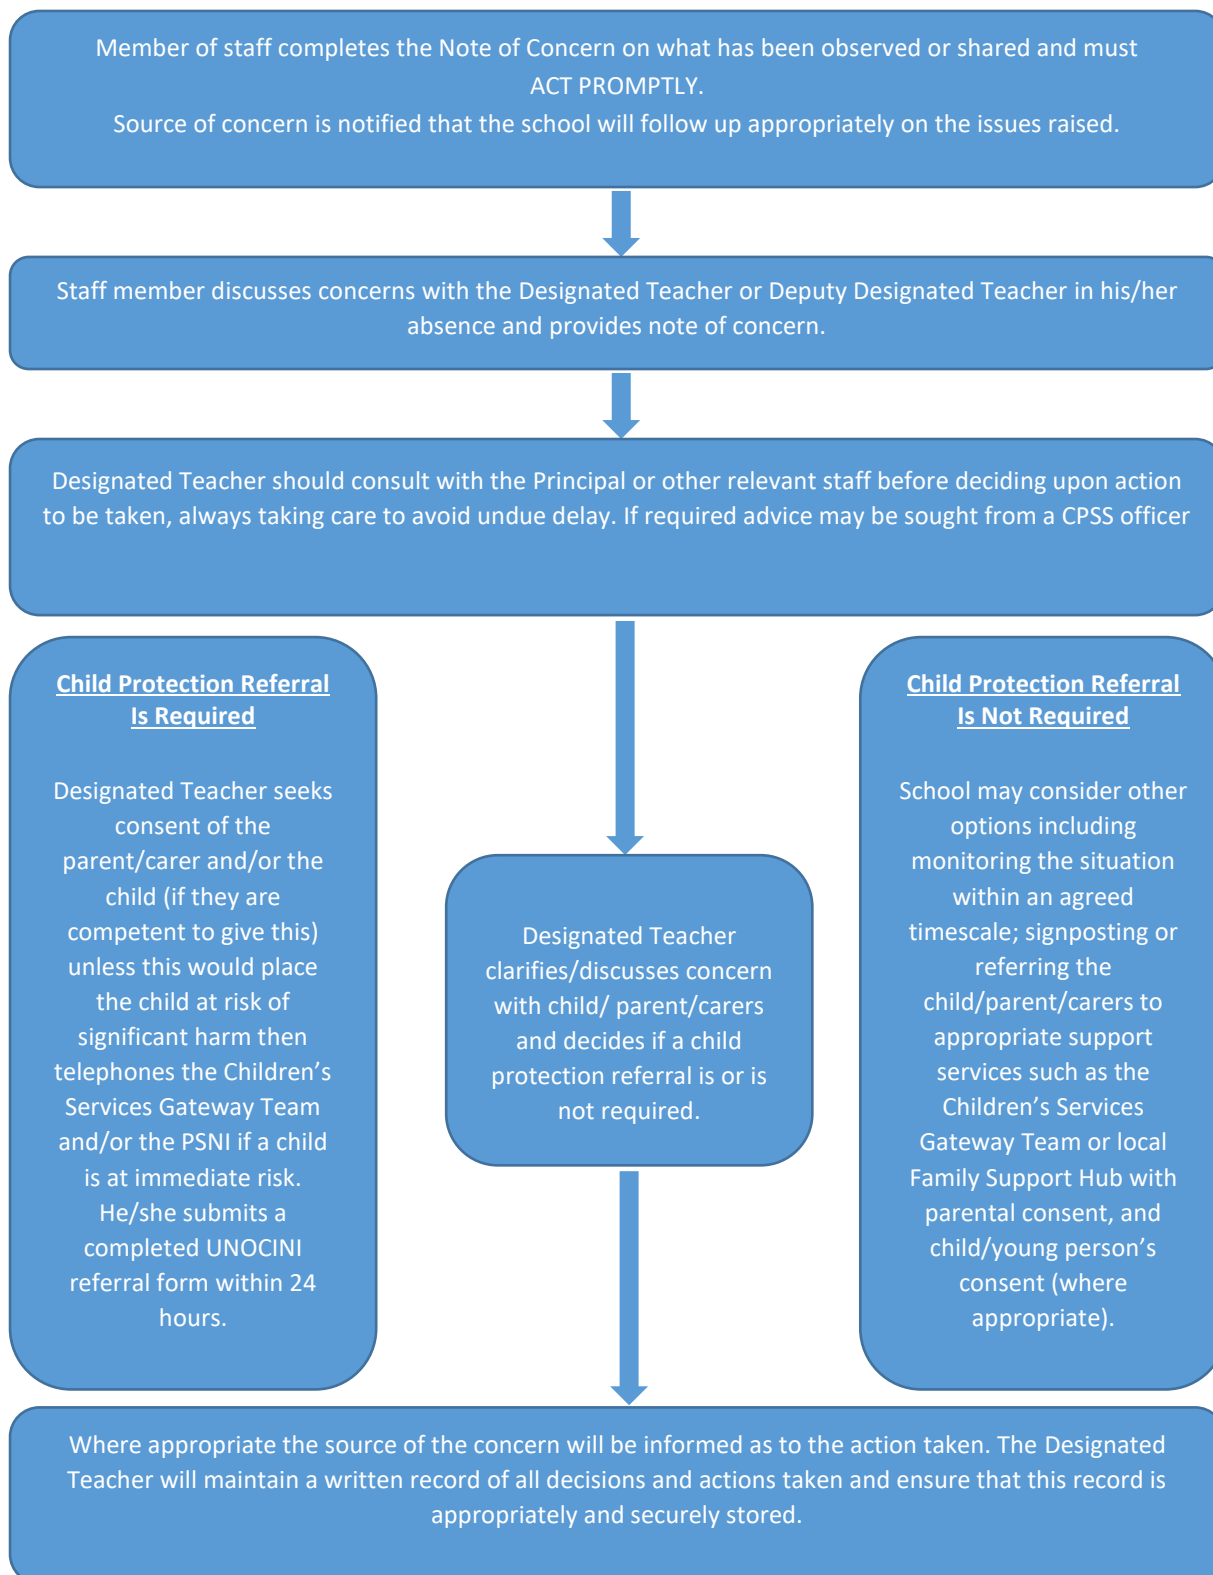 Member of staff completes the Note of Concern on what has been observed or shared and must
ACT PROMPTLY.
Source of concern is notified that the school will follow up appropriately on the issues raised.
Staff member discusses concerns with the Designated Teacher or Deputy Designated Teacher in his/her
absence and provides note of concern.
Designated Teacher should consult with the Principal or other relevant staff before deciding upon action
to be taken, always taking care to avoid undue delay. If required advice may be sought from a CPSS officer
Child Protection Referral
Is Required
Designated Teacher seeks
consent of the
parent/carer and/or the
child (if they are
competent to give this)
unless this would place
the child at risk of
significant harm then
telephones the Children’s
Services Gateway Team
and/or the PSNI if a child
is at immediate risk.
He/she submits a
completed UNOCINI
referral form within 24
hours.
Designated Teacher
clarifies/discusses concern
with child/ parent/carers
and decides if a child
protection referral is or is
not required.
Child Protection Referral
Is Not Required
School may consider other
options including
monitoring the situation
within an agreed
timescale; signposting or
referring the
child/parent/carers to
appropriate support
services such as the
Children’s Services
Gateway Team or local
Family Support Hub with
parental consent, and
child/young person’s
consent (where
appropriate).
Where appropriate the source of the concern will be informed as to the action taken. The Designated
Teacher will maintain a written record of all decisions and actions taken and ensure that this record is
appropriately and securely stored.